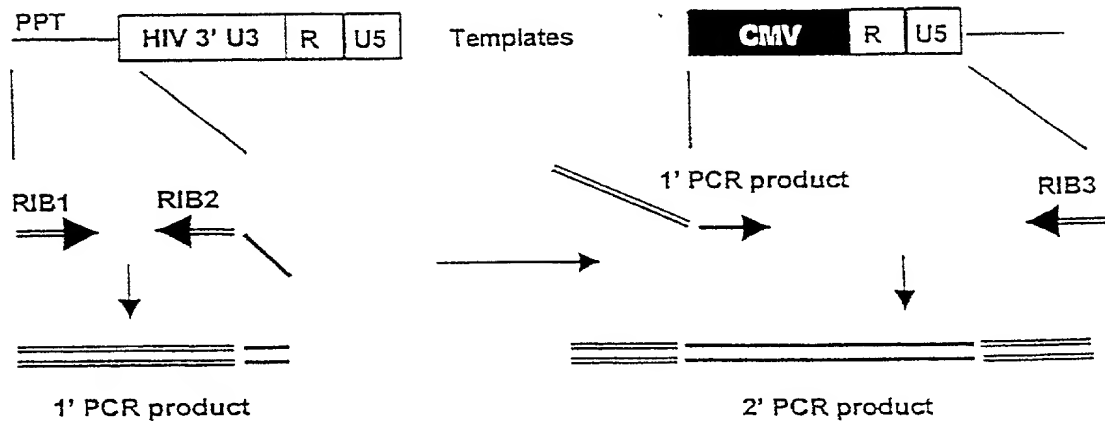 PPT
HIV 3' U3 R U5
Templates
CMV R U5
RIB1
RIB2
1' PCR product
RIB3
1' PCR product
2' PCR product